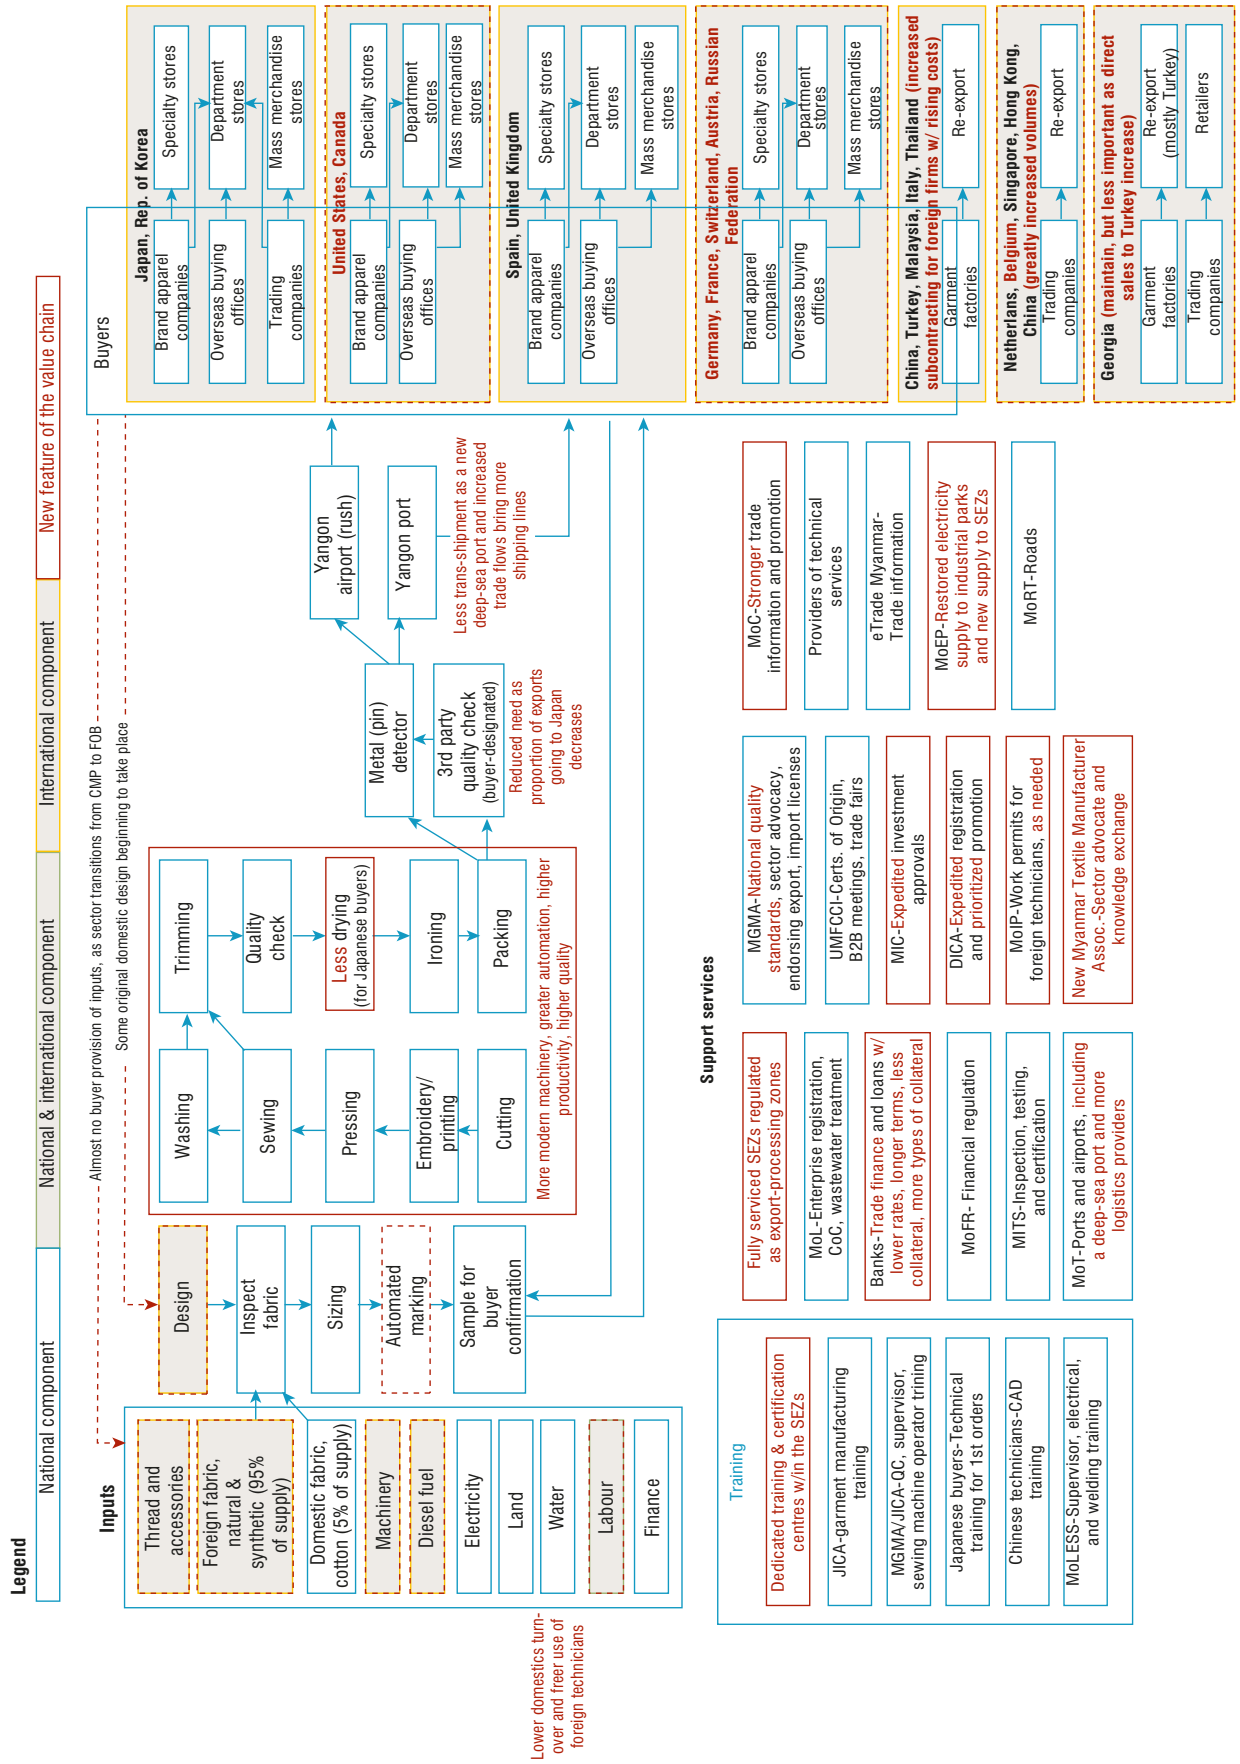 Legend
National component
National & international component
International component
New feature of the value chain
Almost no buyer provision of inputs, as sector transitions from CMP to FOB
Some original domestic design beginning to take place
Inputs
Thread and
accessories
Foreign fabric,
natural &
synthetic (95%
of supply)
Domestic fabric,
cotton (5% of supply)
Machinery
Diesel fuel
Electricity
Land
Water
Labour
Finance
Lower domestics turn-
over and freer use of
foreign technicians
Design
Inspect
fabric
Sizing
Automated
marking
Sample for
buyer
confirmation
Washing
Sewing
Pressing
Embroidery/
printing
Cutting
Trimming
Quality
check
Less drying
(for Japanese buyers)
Ironing
Packing
More modern machinery, greater automation, higher
productivity, higher quality
Metal (pin)
detector
3rd party
quality check
(buyer-designated)
Reduced need as
proportion of exports
going to Japan
decreases
Yangon
airport (rush)
Yangon port
Less trans-shipment as a new
deep-sea port and increased
trade flows bring more
shipping lines
Buyers
Japan, Rep. of Korea
Brand apparel
companies
Specialty stores
Overseas buying
offices
Department
stores
Trading
companies
Mass merchandise
stores
United States, Canada
Brand apparel
companies
Specialty stores
Overseas buying
offices
Department
stores
Mass merchandise
stores
Spain, United Kingdom
Brand apparel
companies
Specialty stores
Overseas buying
offices
Department
stores
Mass merchandise
stores
Germany, France, Switzerland, Austria, Russian
Federation
Brand apparel
companies
Specialty stores
Overseas buying
offices
Department
stores
Mass merchandise
stores
China, Turkey, Malaysia, Italy, Thailand (increased
subcontracting for foreign firms w/ rising costs)
Garment
factories
Re-export
Netherlans, Belgium, Singapore, Hong Kong,
China (greatly increased volumes)
Trading
companies
Re-export
Georgia (maintain, but less important as direct
sales to Turkey increase)
Garment
factories
Re-export
(mostly Turkey)
Trading
companies
Retailers
Support services
Training
Dedicated training & certification
centres w/in the SEZs
JICA-garment manufacturing
training
MGMA/JICA-QC, supervisor,
sewing machine operator trining
Japanese buyers-Technical
training for 1st orders
Chinese technicians-CAD
training
MoLESS-Supervisor, electrical,
and welding training
Fully serviced SEZs regulated
as export-processing zones
MoL-Enterprise registration,
CoC, wastewater treatment
Banks-Trade finance and loans w/
lower rates, longer terms, less
collateral, more types of collateral
MoFR- Financial regulation
MITS-Inspection, testing,
and certification
MoT-Ports and airports, including
a deep-sea port and more
logistics providers
MGMA-National quality
standards, sector advocacy,
endorsing export, import licenses
UMFCCI-Certs. of Origin,
B2B meetings, trade fairs
MIC-Expedited investment
approvals
DICA-Expedited registration
and prioritized promotion
MoIP-Work permits for
foreign technicians, as needed
New Myanmar Textile Manufacturer
Assoc.-Sector advocate and
knowledge exchange
MoC-Stronger trade
information and promotion
Providers of technical
services
eTrade Myanmar-
Trade information
MoEP-Restored electricity
supply to industrial parks
and new supply to SEZs
MoRT-Roads